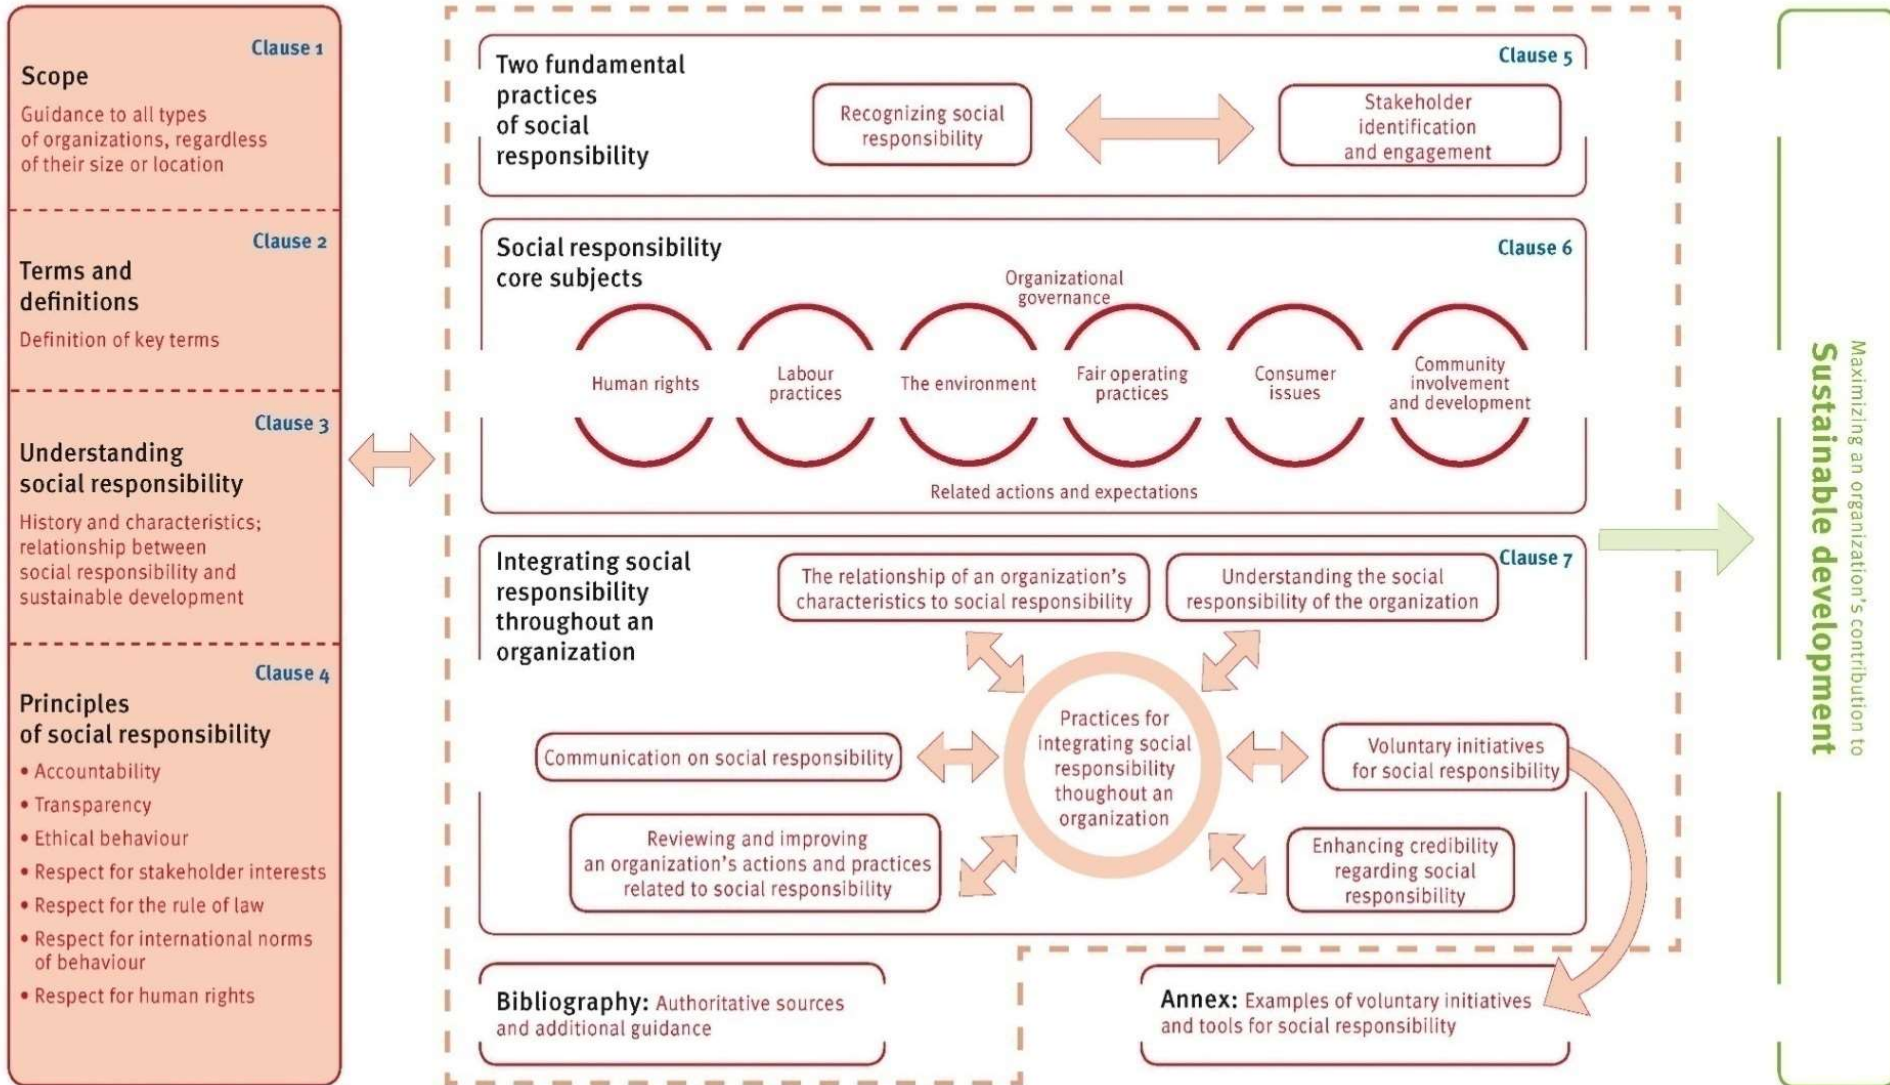 Clause 1
Scope
Guidance to all types
of organizations, regardless
of their size or location
Clause 2
Terms and
definitions
Definition of key terms
Clause 3
Understanding
social responsibility
History and characteristics;
relationship between
social responsibility and
sustainable development
Clause 4
Principles
of social responsibility
• Accountability
• Transparency
• Ethical behaviour
• Respect for stakeholder interests
• Respect for the rule of law
• Respect for international norms
of behaviour
• Respect for human rights
Clause 5
Two fundamental
practices
of social
responsibility
Recognizing social
responsibility
Stakeholder
identification
and engagement
Clause 6
Social responsibility
core subjects
Organizational
governance
Human rights
Labour
practices
The environment
Fair operating
practices
Consumer
issues
Community
involvement
and development
Related actions and expectations
Clause 7
Integrating social
responsibility
throughout an
organization
The relationship of an organization's
characteristics to social responsibility
Understanding the social
responsibility of the organization
Practices for
integrating social
responsibility
thoughout an
organization
Communication on social responsibility
Voluntary initiatives
for social responsibility
Reviewing and improving
an organization's actions and practices
related to social responsibility
Enhancing credibility
regarding social
responsibility
Bibliography: Authoritative sources
and additional guidance
Annex: Examples of voluntary initiatives
and tools for social responsibility
Maximizing an organization's contribution to
Sustainable development